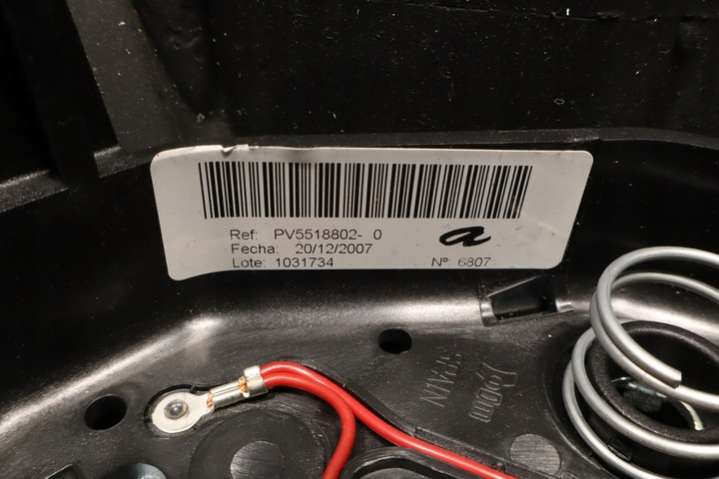 Ref: PV5518802- 0
Fecha: 20/12/2007
Lote: 1031734 Nº 6807